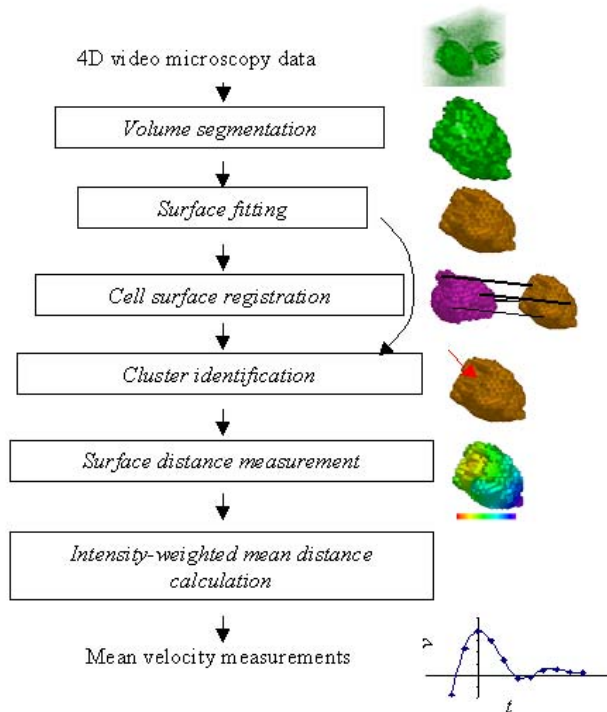 4D video microscopy data
Volume segmentation
Surface fitting
Cell surface registration
Cluster identification
Surface distance measurement
Intensity-weighted mean distance
calculation
Mean velocity measurements
v
t